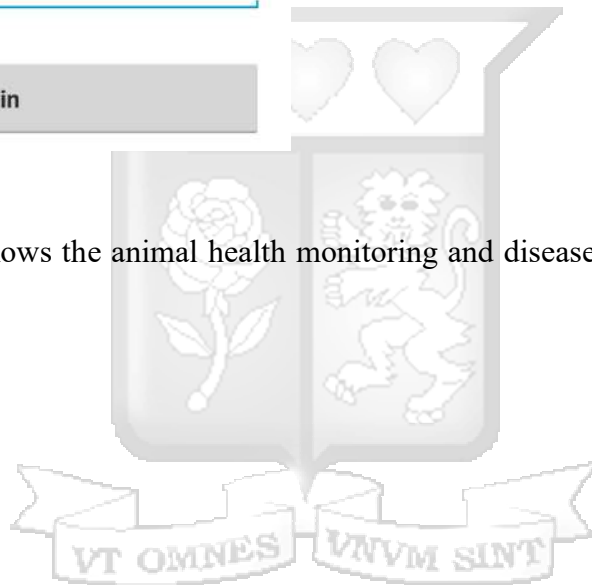 in
ows the animal health monitoring and disease
VT OMNES VNVM SINT